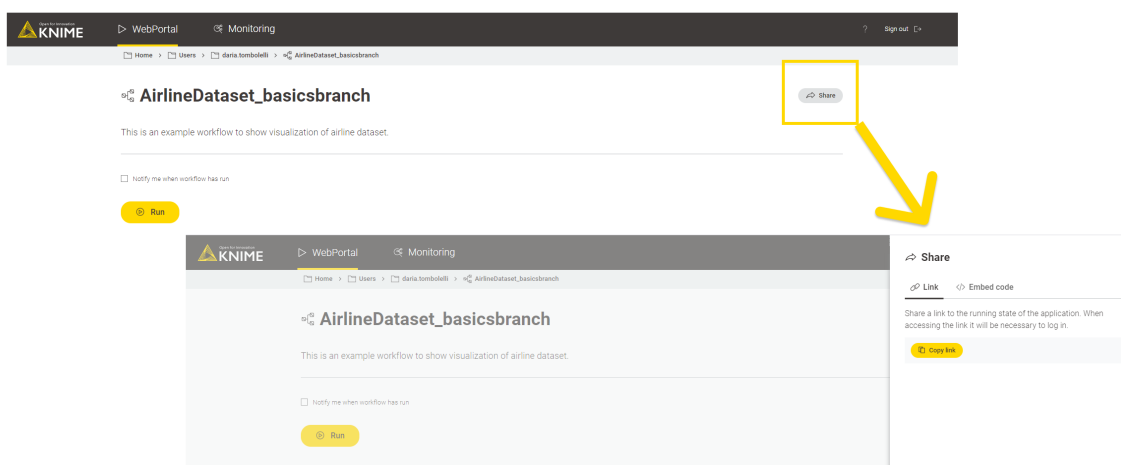 Open for Innovation
KNIME
WebPortal
Monitoring
?
Sign out
Home > Users > daria.tombolelli > AirlineDataset_basicsbranch
AirlineDataset_basicsbranch
Share
This is an example workflow to show visualization of airline dataset.
Notify me when workflow has run
Run
Open for Innovation
KNIME
WebPortal
Monitoring
Home > Users > daria.tombolelli > AirlineDataset_basicsbranch
AirlineDataset_basicsbranch
This is an example workflow to show visualization of airline dataset.
Notify me when workflow has run
Run
Share
Link
</> Embed code
Share a link to the running state of the application. When
accessing the link it will be necessary to log in.
Copy link